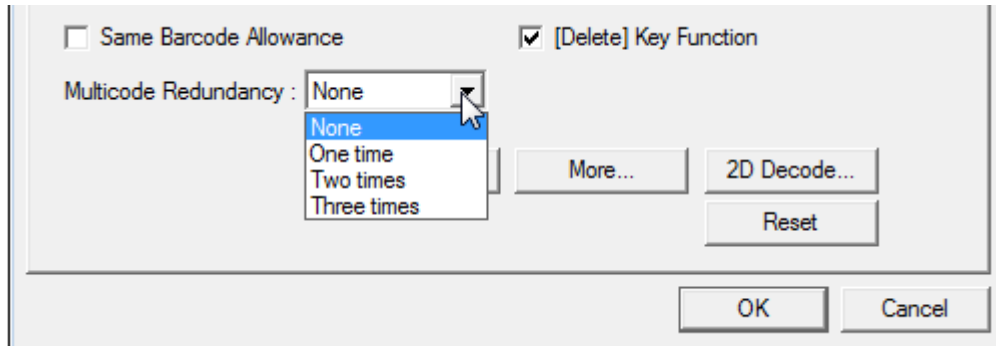 Same Barcode Allowance
[Delete] Key Function
Multicode Redundancy : None
None
One time
Two times
Three times
More...
2D Decode...
Reset
OK
Cancel